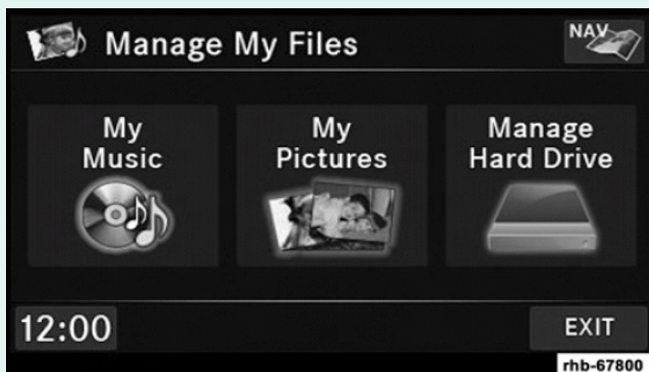 Manage My Files
NAV
My
Music
My
Pictures
Manage
Hard Drive
12:00
EXIT
rhb-67800